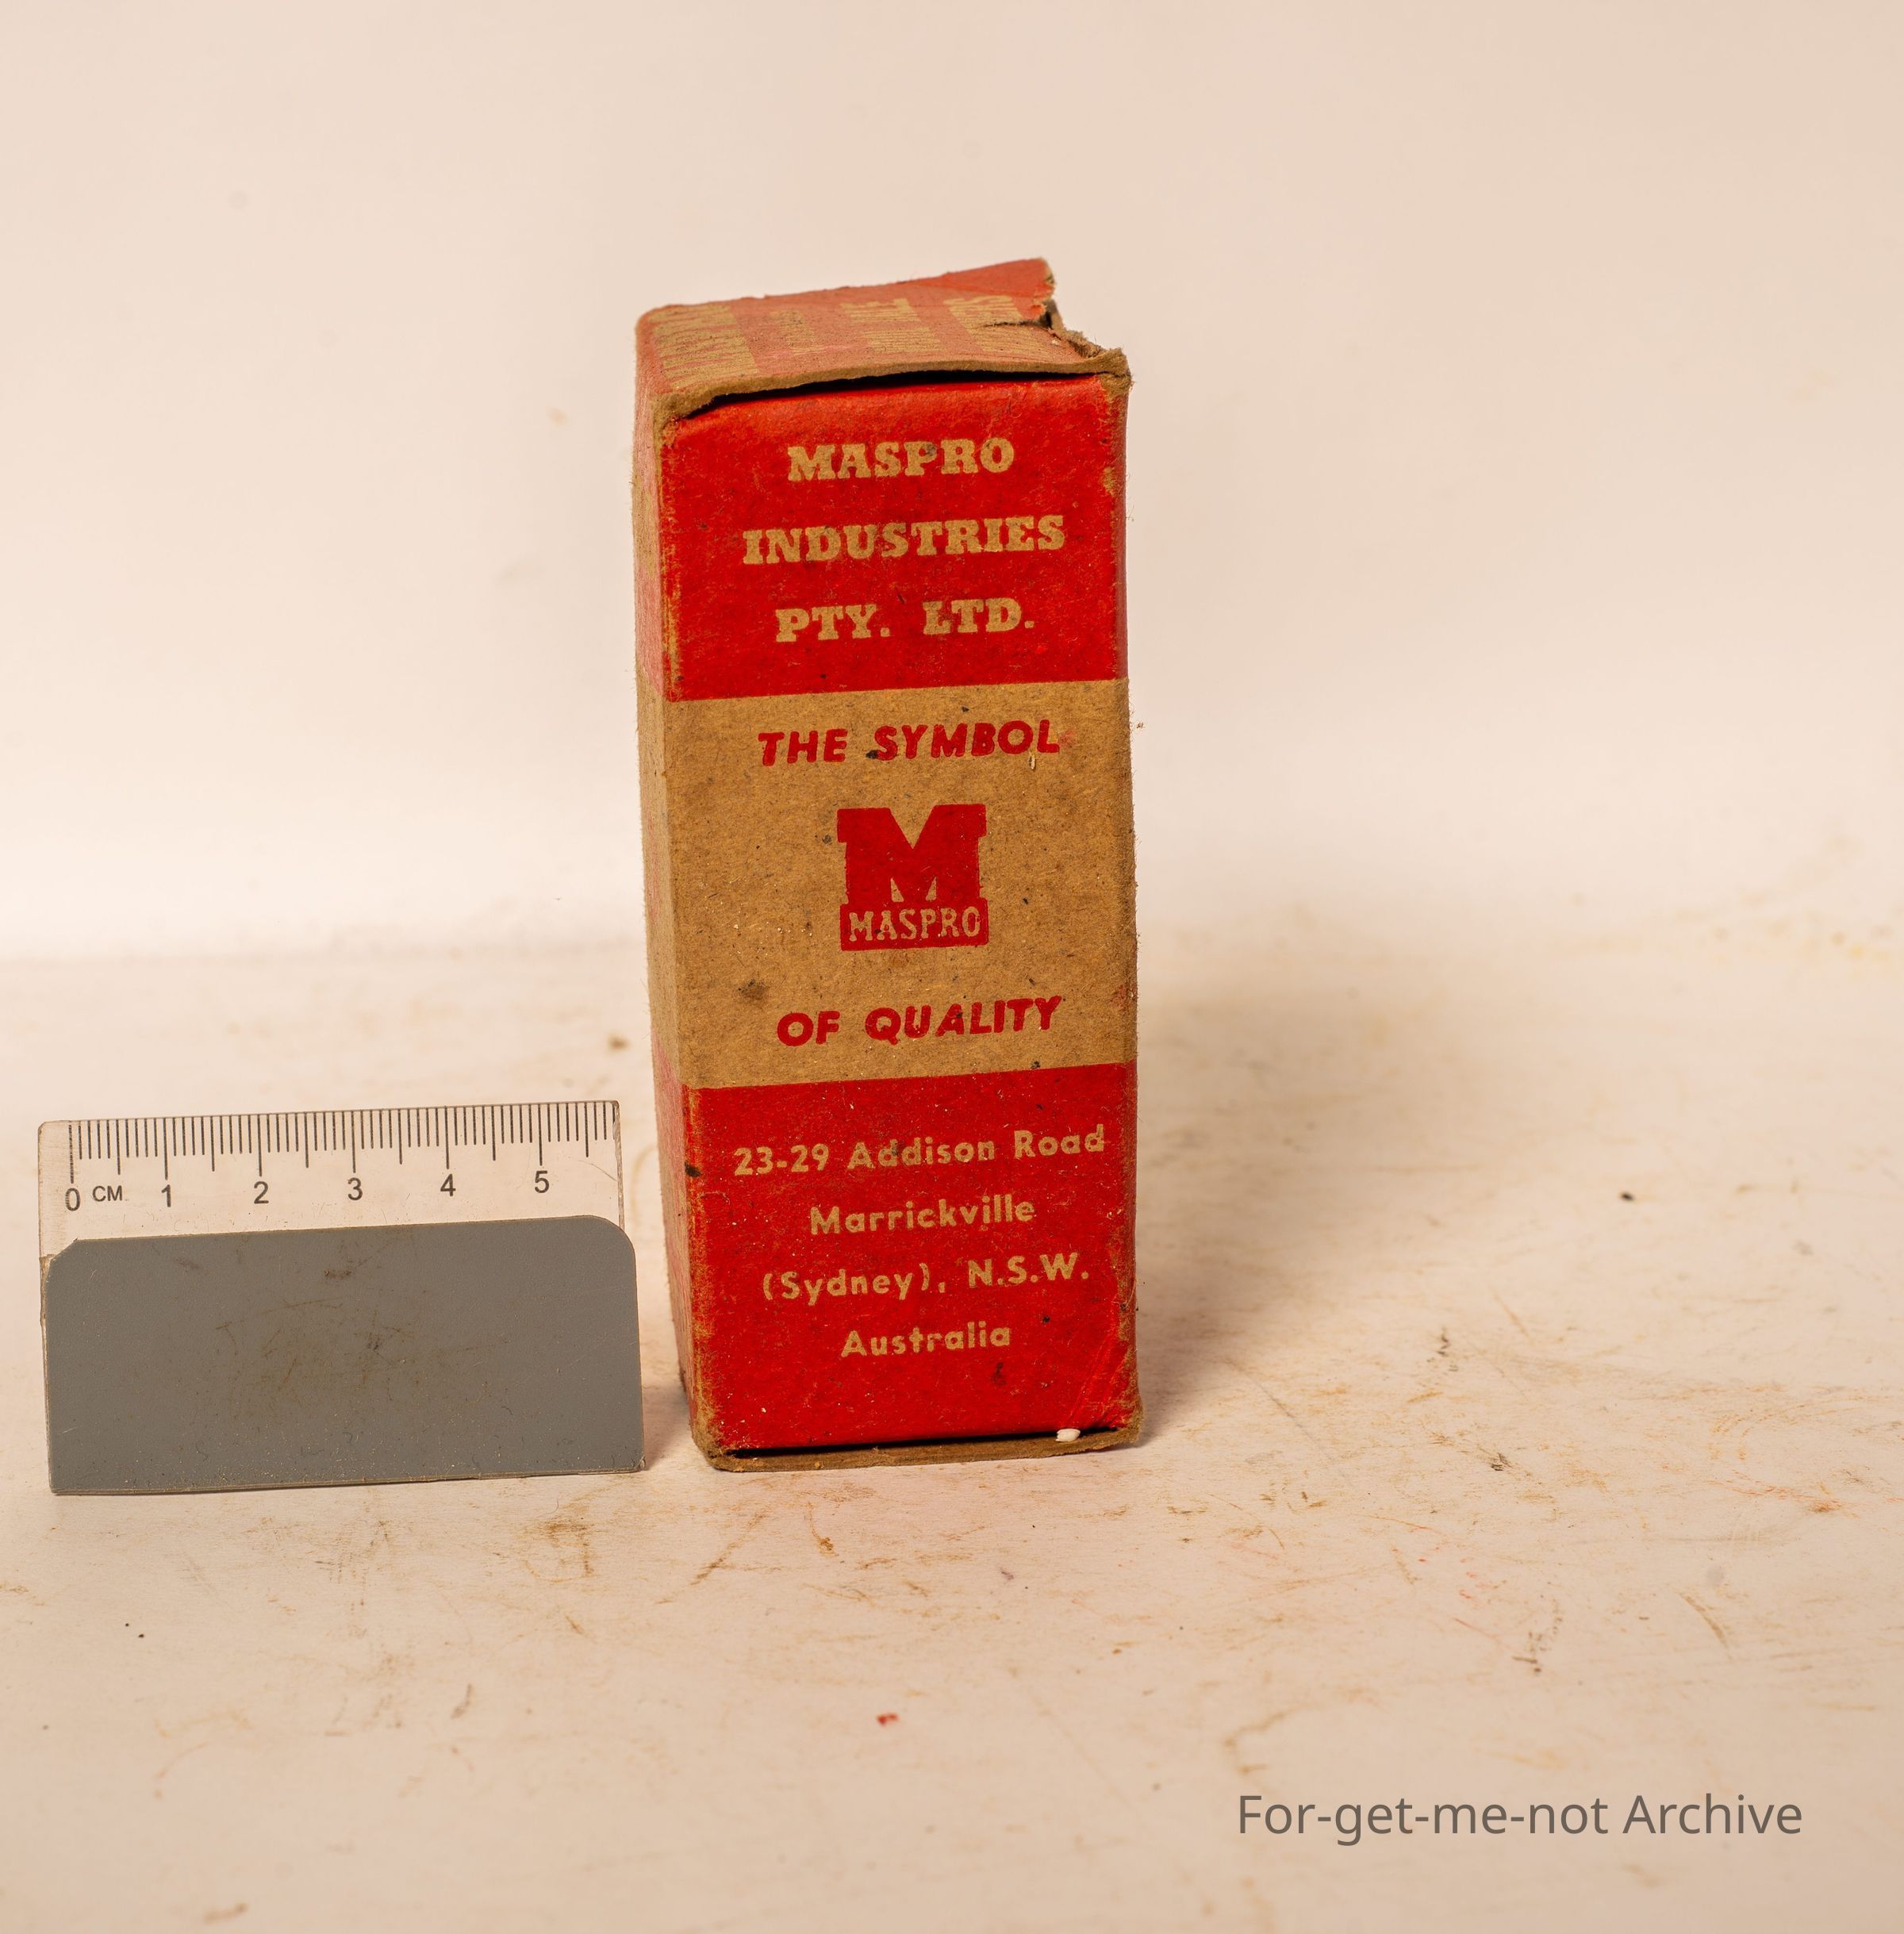 MASPRO
INDUSTRIES
PTY. LTD.
THE SYMBOL
M
MASPRO
OF QUALITY
23-29 Addison Road
Marrickville
(Sydney), N.S.W.
Australia
0 CM 1 2 3 4 5
For-get-me-not Archive